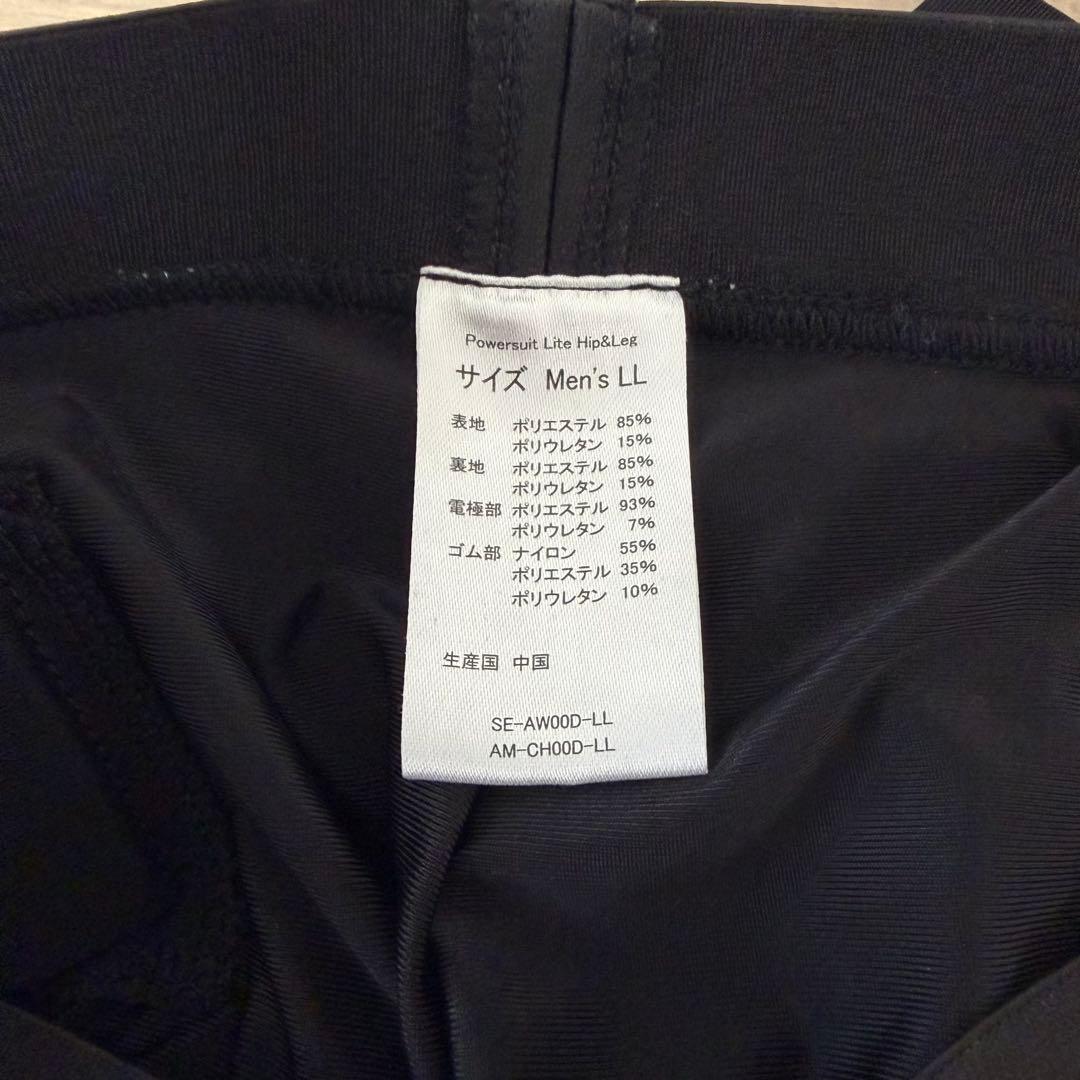 Powersuit Lite Hip&Leg
サイズ Men's LL
表地 ポリエステル 85%
ポリウレタン 15%
裏地 ポリエステル 85%
ポリウレタン 15%
電極部 ポリエステル 93%
ポリウレタン 7%
ゴム部 ナイロン 55%
ポリエステル 35%
ポリウレタン 10%
生産国 中国
SE-AW00D-LL
AM-CH00D-LL